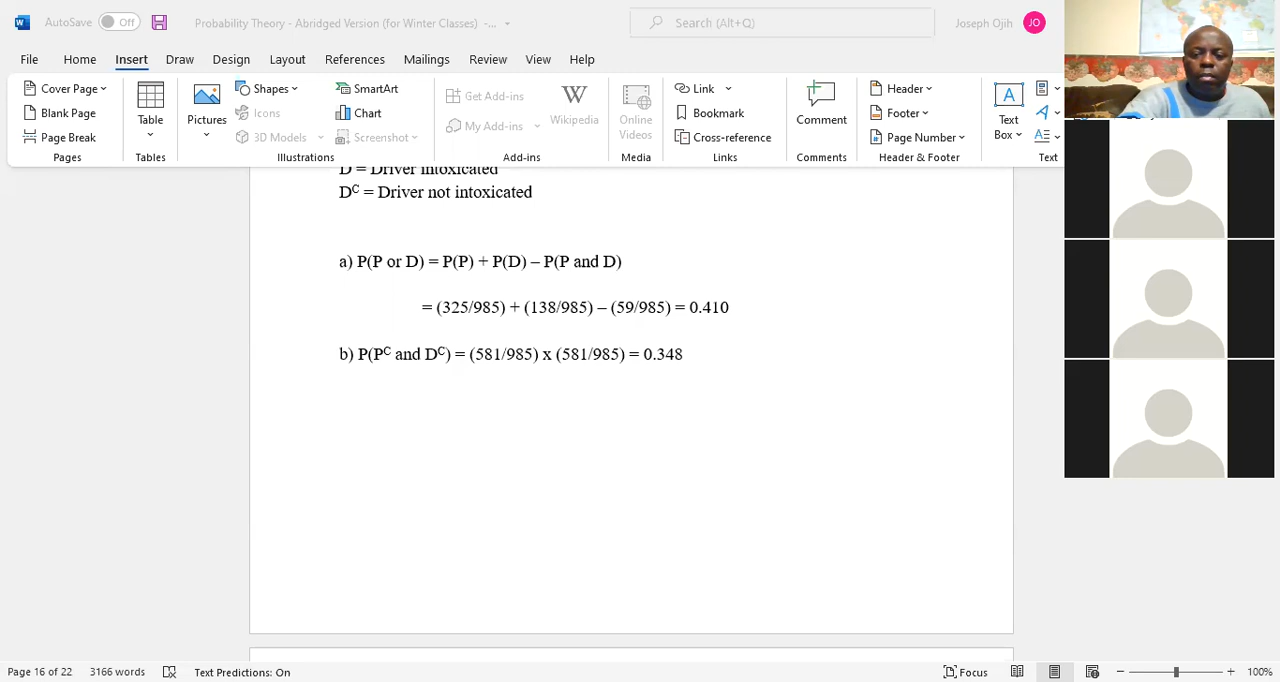 AutoSave Off Probability Theory - Abridged Version (for Winter Classes) -... Search (Alt+Q) Joseph Ojih JO
File Home Insert Draw Design Layout References Mailings Review View Help
Cover Page
Blank Page
Page Break
Pages
Table
Tables
Pictures
Shapes
Icons
3D Models
SmartArt
Chart
Screenshot
Illustrations
Get Add-ins
My Add-ins
Wikipedia
Add-ins
Online
Videos
Media
Link
Bookmark
Cross-reference
Links
Comment
Comments
Header
Footer
Page Number
Header & Footer
Text
Box
Text
D = Driver intoxicated
Dᶜ = Driver not intoxicated
a) P(P or D) = P(P) + P(D) – P(P and D)
= (325/985) + (138/985) – (59/985) = 0.410
b) P(Pᶜ and Dᶜ) = (581/985) x (581/985) = 0.348
Page 16 of 22 3166 words Text Predictions: On Focus 100%